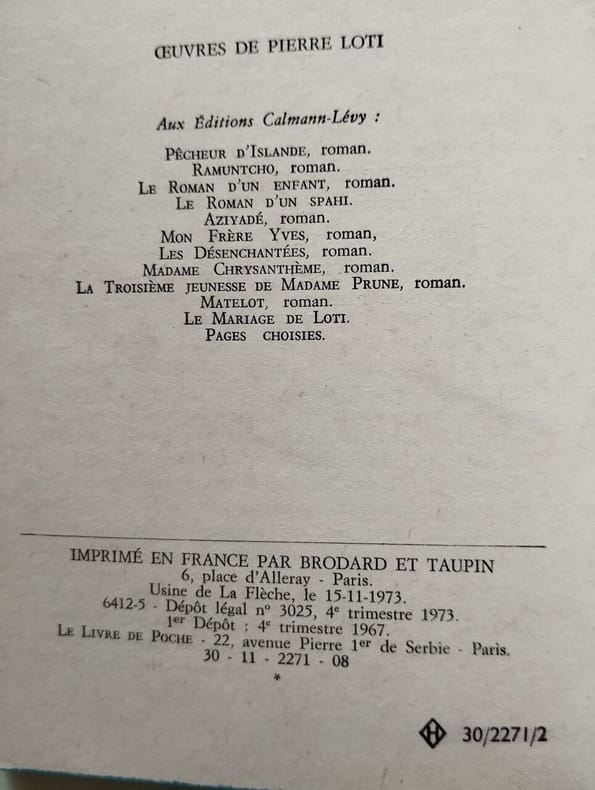 ŒUVRES DE PIERRE LOTI
Aux Éditions Calmann-Lévy :
PÊCHEUR D'ISLANDE, roman.
RAMUNTCHO, roman.
LE ROMAN D'UN ENFANT, roman.
LE ROMAN D'UN SPAHI.
AZIYADÉ, roman.
MON FRÈRE YVES, roman,
LES DÉSENCHANTÉES, roman.
MADAME CHRYSANTHÈME, roman.
LA TROISIÈME JEUNESSE DE MADAME PRUNE, roman.
MATELOT, roman.
LE MARIAGE DE LOTI.
PAGES CHOISIES.
IMPRIMÉ EN FRANCE PAR BRODARD ET TAUPIN
6, place d'Alleray - Paris.
Usine de La Flèche, le 15-11-1973.
6412-5 - Dépôt légal nº 3025, 4e trimestre 1973.
1er Dépôt : 4e trimestre 1967.
LE LIVRE DE POCHE - 22, avenue Pierre 1er de Serbie - Paris.
30 - 11 - 2271 - 08
*
H 30/2271/2